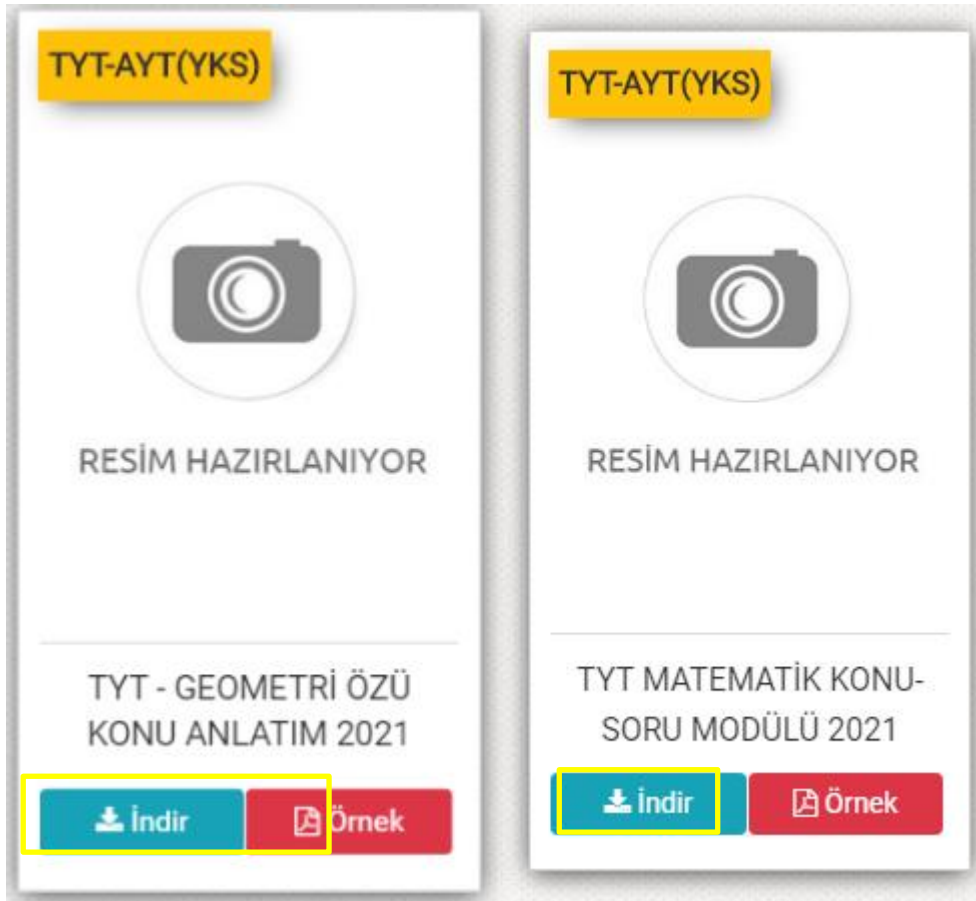 TYT-AYT(YKS)
RESİM HAZIRLANIYOR
TYT - GEOMETRİ ÖZÜ
KONU ANLATIM 2021
İndir
Örnek
TYT-AYT(YKS)
RESİM HAZIRLANIYOR
TYT MATEMATİK KONU-
SORU MODÜLÜ 2021
İndir
Örnek